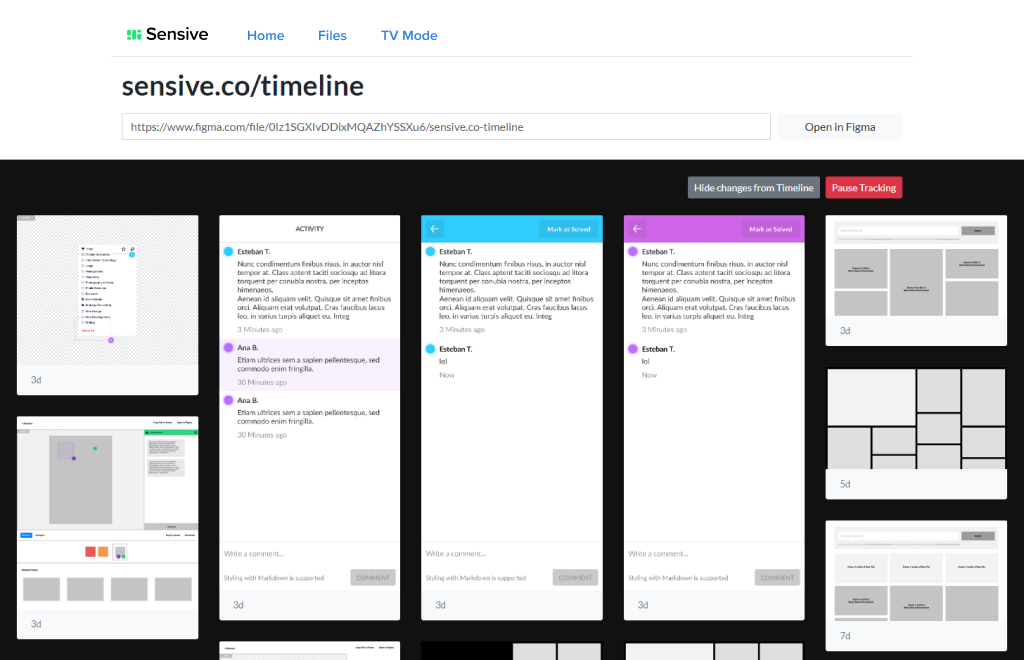 Sensive
Home Files TV Mode
sensive.co/timeline
https://www.figma.com/file/0Iz1SGXIvDDixMQAZhYSSXu6/sensive.co-timeline
Open in Figma
Hide changes from Timeline
Pause Tracking
3d
3d
ACTIVITY
Esteban T.
Nunc condimentum finibus risus, in auctor nisl
tempor at. Class aptent taciti sociosqu ad litora
torquent per conubia nostra, per inceptos
himenaeos.
Aenean id aliquam velit. Quisque sit amet finibus
orci. Aliquam erat volutpat. Cras faucibus lacus
leo, in varius turpis aliquet eu. Integ
3 Minutes ago
Ana B.
Etiam ultrices sem a sapien pellentesque, sed
commodo enim fringilla.
30 Minutes ago
Ana B.
Etiam ultrices sem a sapien pellentesque, sed
commodo enim fringilla.
30 Minutes ago
Write a comment...
Styling with Markdown is supported
COMMENT
3d
Mark as Solved
Esteban T.
Nunc condimentum finibus risus, in auctor nisl
tempor at. Class aptent taciti sociosqu ad litora
torquent per conubia nostra, per inceptos
himenaeos.
Aenean id aliquam velit. Quisque sit amet finibus
orci. Aliquam erat volutpat. Cras faucibus lacus
leo, in varius turpis aliquet eu. Integ
3 Minutes ago
Esteban T.
lol
Now
Write a comment...
Styling with Markdown is supported
COMMENT
3d
Mark as Solved
Esteban T.
Nunc condimentum finibus risus, in auctor nisl
tempor at. Class aptent taciti sociosqu ad litora
torquent per conubia nostra, per inceptos
himenaeos.
Aenean id aliquam velit. Quisque sit amet finibus
orci. Aliquam erat volutpat. Cras faucibus lacus
leo, in varius turpis aliquet eu. Integ
3 Minutes ago
Esteban T.
lol
Now
Write a comment...
Styling with Markdown is supported
COMMENT
3d
3d
5d
7d